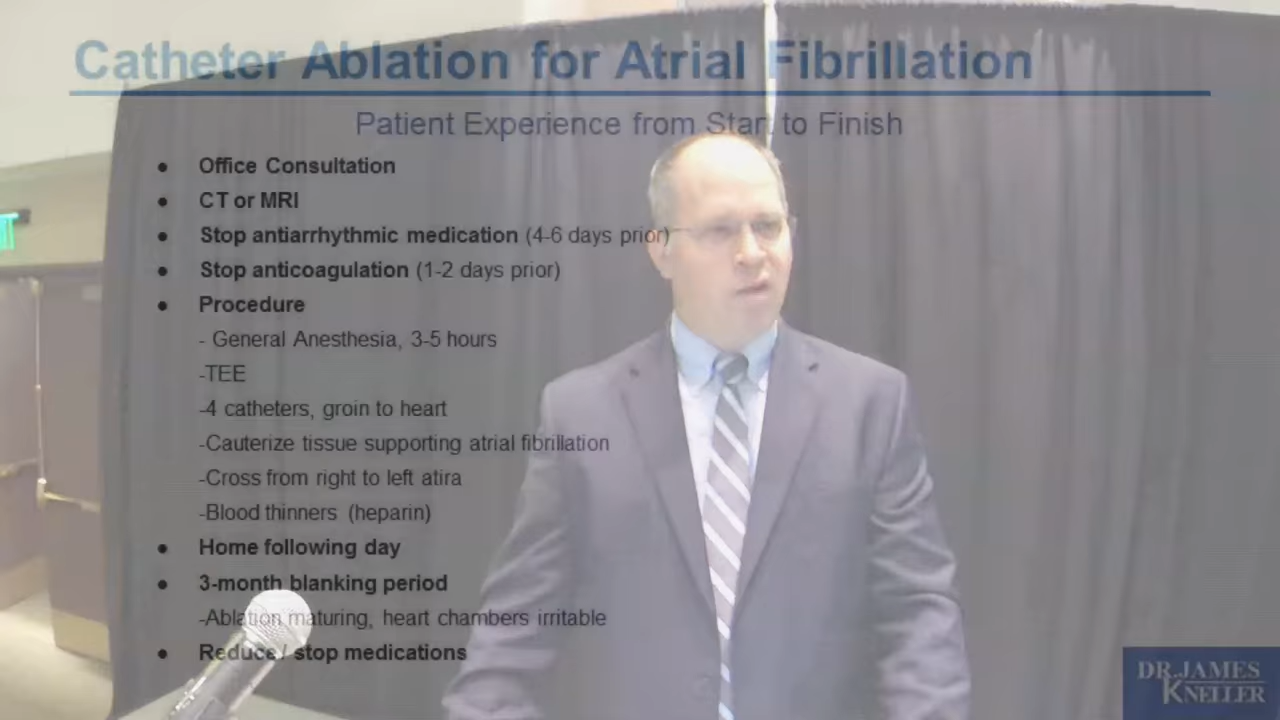 Catheter Ablation for Atrial Fibrillation
Patient Experience from Start to Finish
● Office Consultation
● CT or MRI
● Stop antiarrhythmic medication (4-6 days prior)
● Stop anticoagulation (1-2 days prior)
● Procedure
- General Anesthesia, 3-5 hours
-TEE
-4 catheters, groin to heart
-Cauterize tissue supporting atrial fibrillation
-Cross from right to left atira
-Blood thinners (heparin)
● Home following day
● 3-month blanking period
-Ablation maturing, heart chambers irritable
● Reduce / stop medications
DR.JAMES
KNELLER